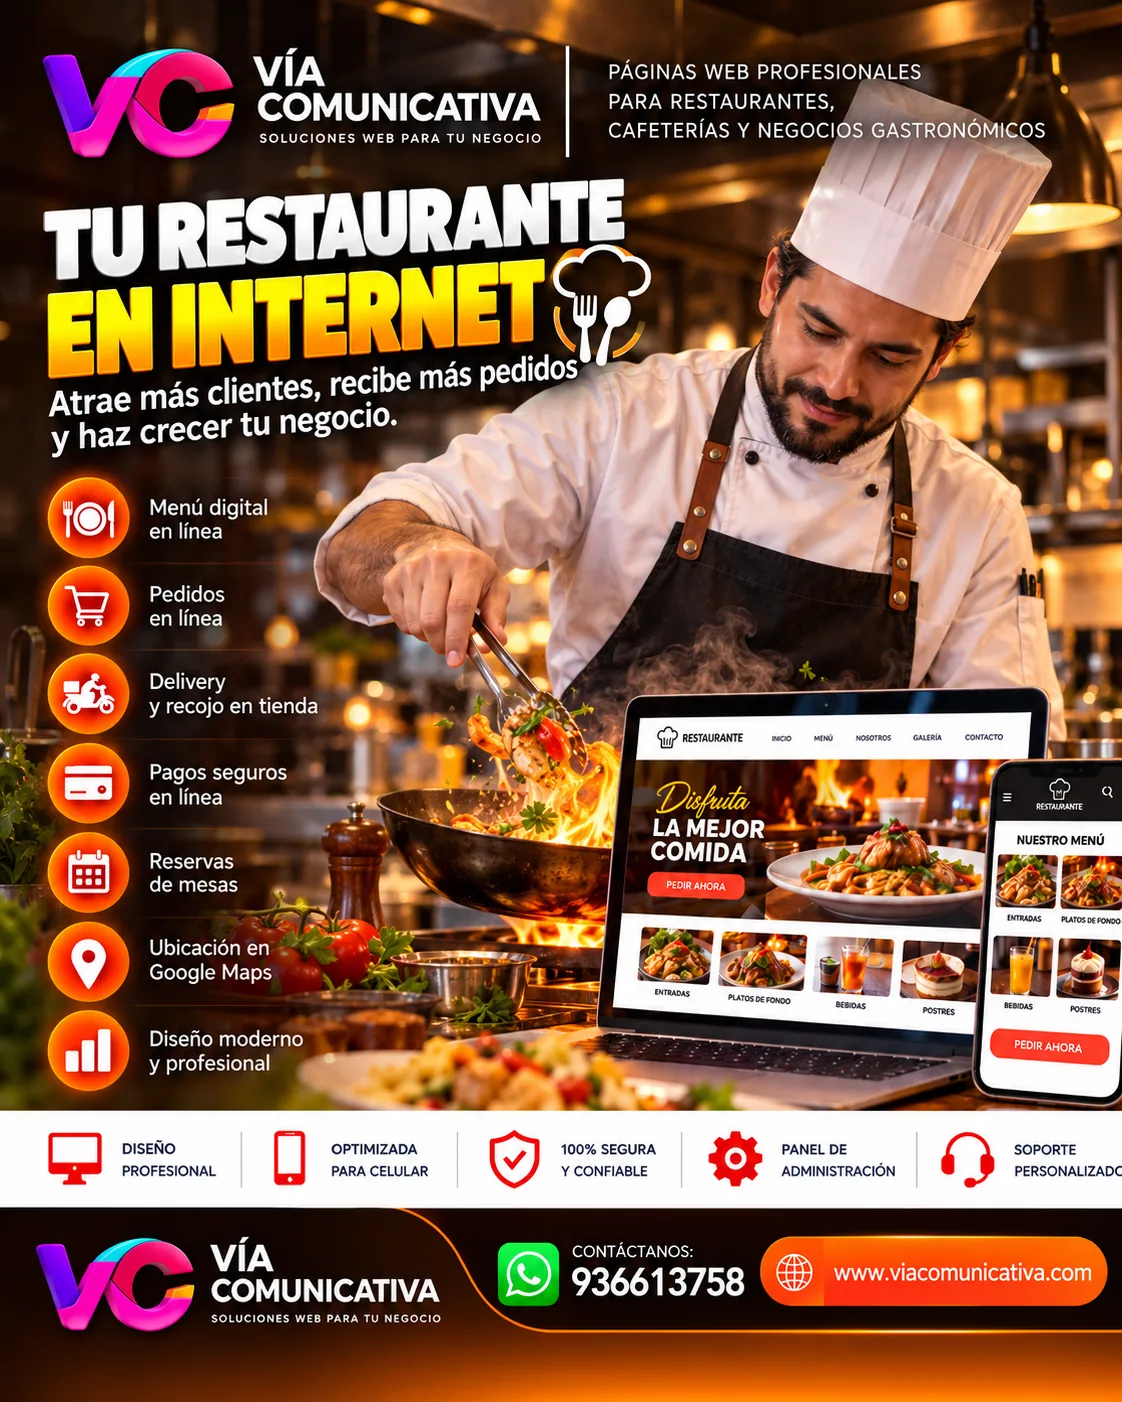 VC
VÍA
COMUNICATIVA
SOLUCIONES WEB PARA TU NEGOCIO
PÁGINAS WEB PROFESIONALES
PARA RESTAURANTES,
CAFETERÍAS Y NEGOCIOS GASTRONÓMICOS
TU RESTAURANTE
EN INTERNET
Atrae más clientes, recibe más pedidos
y haz crecer tu negocio.
Menú digital
en línea
Pedidos
en línea
Delivery
y recojo en tienda
Pagos seguros
en línea
Reservas
de mesas
Ubicación en
Google Maps
Diseño moderno
y profesional
RESTAURANTE
INICIO
MENÚ
NOSOTROS
GALERÍA
CONTACTO
Disfruta
LA MEJOR
COMIDA
PEDIR AHORA
ENTRADAS
PLATOS DE FONDO
BEBIDAS
POSTRES
RESTAURANTE
NUESTRO MENÚ
ENTRADAS
PLATOS DE FONDO
BEBIDAS
POSTRES
PEDIR AHORA
DISEÑO
PROFESIONAL
OPTIMIZADA
PARA CELULAR
100% SEGURA
Y CONFIABLE
PANEL DE
ADMINISTRACIÓN
SOPORTE
PERSONALIZADO
VC
VÍA
COMUNICATIVA
SOLUCIONES WEB PARA TU NEGOCIO
CONTÁCTANOS:
936613758
www.viacomunicativa.com